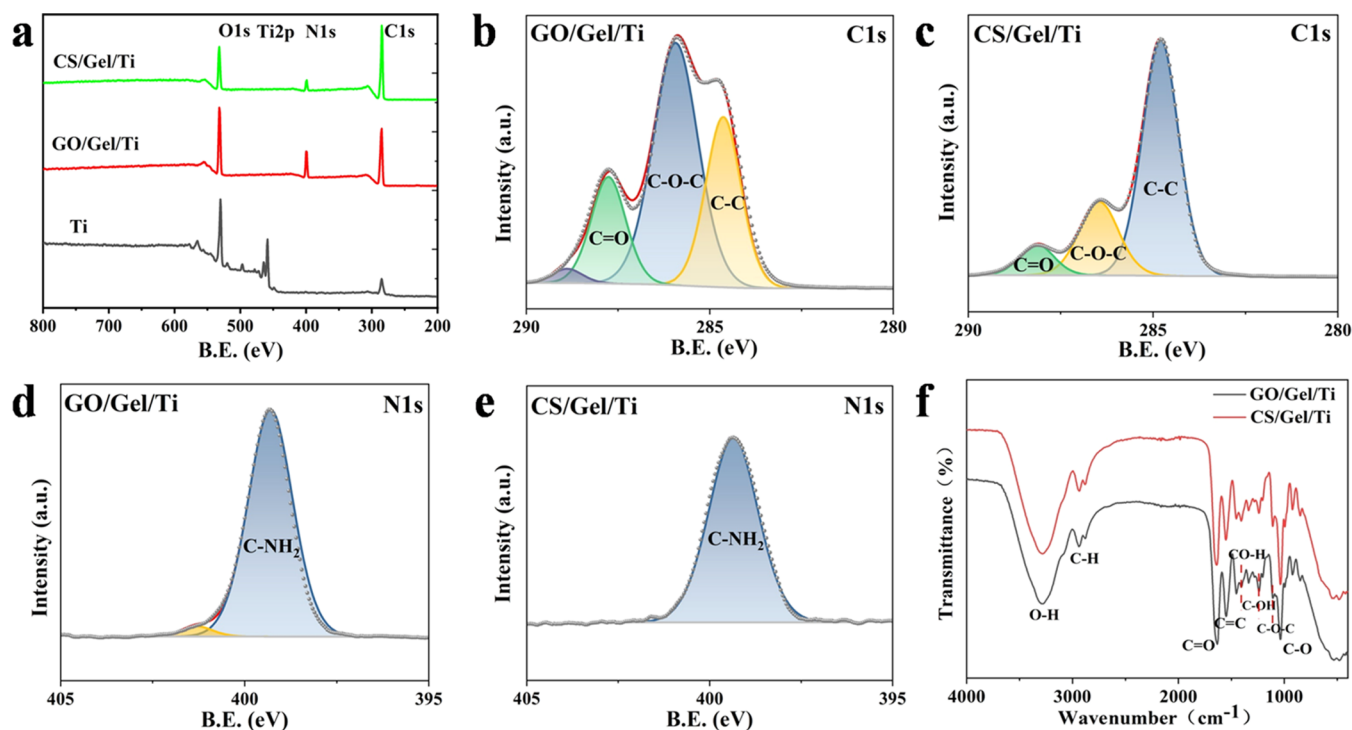 a
O1s Ti2p N1s C1s
CS/Gel/Ti
GO/Gel/Ti
Ti
800 700 600 500 400 300 200
B.E. (eV)
b
GO/Gel/Ti C1s
Intensity (a.u.)
C-O-C
C-C
C=O
290 285 280
B.E. (eV)
c
CS/Gel/Ti C1s
Intensity (a.u.)
C-C
C-O-C
C=O
290 285 280
B.E. (eV)
d
GO/Gel/Ti N1s
Intensity (a.u.)
C-NH₂
405 400 395
B.E. (eV)
e
CS/Gel/Ti N1s
Intensity (a.u.)
C-NH₂
405 400 395
B.E. (eV)
f
GO/Gel/Ti
CS/Gel/Ti
Transmittance（%）
C-H
CO-H
O-H
C-OH
C=C
C-O-C
C=O
C-O
4000 3000 2000 1000
Wavenumber（cm⁻¹）